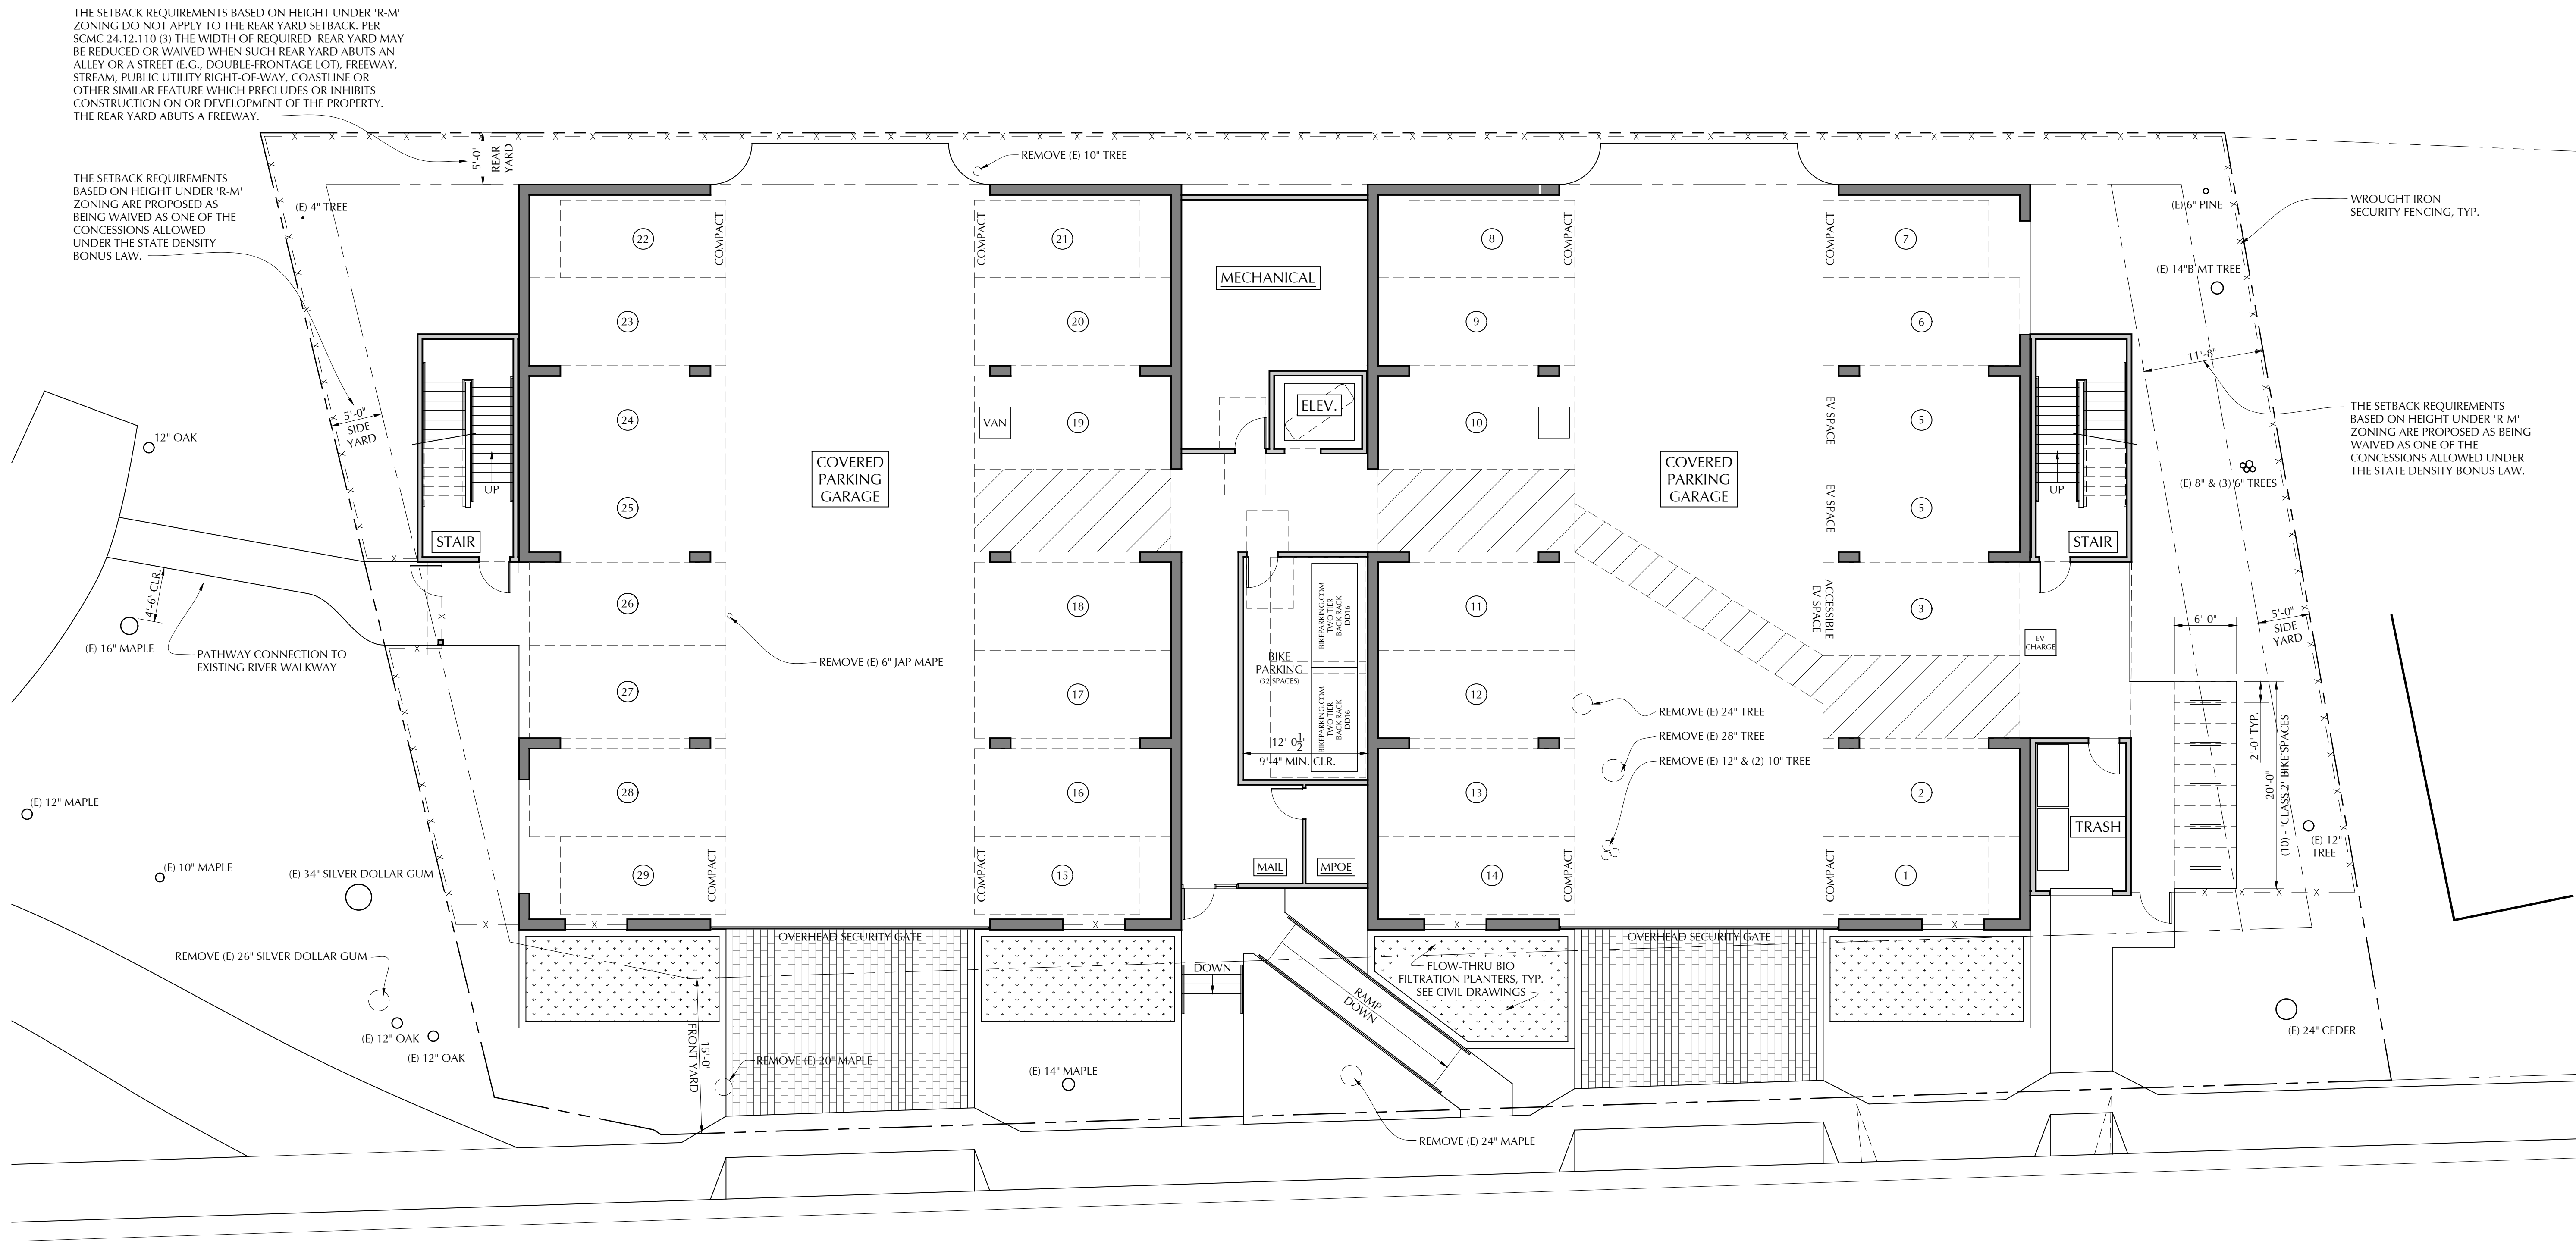 THE SETBACK REQUIREMENTS BASED ON HEIGHT UNDER 'R-M'
ZONING DO NOT APPLY TO THE REAR YARD SETBACK. PER
SCMC 24.12.110 (3) THE WIDTH OF REQUIRED REAR YARD MAY
BE REDUCED OR WAIVED WHEN SUCH REAR YARD ABUTS AN
ALLEY OR A STREET (E.G., DOUBLE-FRONTAGE LOT), FREEWAY,
STREAM, PUBLIC UTILITY RIGHT-OF-WAY, COASTLINE OR
OTHER SIMILAR FEATURE WHICH PRECLUDES OR INHIBITS
CONSTRUCTION ON OR DEVELOPMENT OF THE PROPERTY.
THE REAR YARD ABUTS A FREEWAY.
5'-0"
REAR
YARD
REMOVE (E) 10" TREE
THE SETBACK REQUIREMENTS
BASED ON HEIGHT UNDER 'R-M'
ZONING ARE PROPOSED AS
BEING WAIVED AS ONE OF THE
CONCESSIONS ALLOWED
UNDER THE STATE DENSITY
BONUS LAW.
(E) 4" TREE
(E) 6" PINE
WROUGHT IRON
SECURITY FENCING, TYP.
22
COMPACT
COMPACT
21
8
COMPACT
COMPACT
7
MECHANICAL
(E) 14"B MT TREE
23
20
9
6
11'-8"
5'-0"
SIDE
YARD
24
VAN
19
ELEV.
10
EV SPACE
5
THE SETBACK REQUIREMENTS
BASED ON HEIGHT UNDER 'R-M'
ZONING ARE PROPOSED AS BEING
WAIVED AS ONE OF THE
CONCESSIONS ALLOWED UNDER
THE STATE DENSITY BONUS LAW.
12" OAK
COVERED
PARKING
GARAGE
COVERED
PARKING
GARAGE
UP
UP
(E) 8" & (3) 6" TREES
25
EV SPACE
5
STAIR
STAIR
4'-6" CLR.
(E) 16" MAPLE
PATHWAY CONNECTION TO
EXISTING RIVER WALKWAY
26
18
11
ACCESSIBLE
EV SPACE
3
EV
CHARGE
6'-0"
5'-0"
SIDE
YARD
REMOVE (E) 6" JAP MAPE
BIKE
PARKING
(32 SPACES)
BIKEPARKING.COM
TWO TIER
BACK RACK
DD16
BIKEPARKING.COM
TWO TIER
BACK RACK
DD16
27
17
12
REMOVE (E) 24" TREE
REMOVE (E) 28" TREE
REMOVE (E) 12" & (2) 10" TREE
12'-0 1/2"
9'-4" MIN. CLR.
2'-0" TYP.
20'-0"
(10) - 'CLASS 2' BIKE SPACES
(E) 12" MAPLE
28
16
13
2
TRASH
(E) 12"
TREE
(E) 10" MAPLE
(E) 34" SILVER DOLLAR GUM
29
COMPACT
COMPACT
15
MAIL
MPOE
14
COMPACT
COMPACT
1
OVERHEAD SECURITY GATE
OVERHEAD SECURITY GATE
REMOVE (E) 26" SILVER DOLLAR GUM
DOWN
FLOW-THRU BIO
FILTRATION PLANTERS, TYP.
SEE CIVIL DRAWINGS
RAMP
DOWN
(E) 12" OAK
(E) 12" OAK
15'-0"
FRONT YARD
REMOVE (E) 20" MAPLE
(E) 14" MAPLE
(E) 24" CEDER
REMOVE (E) 24" MAPLE